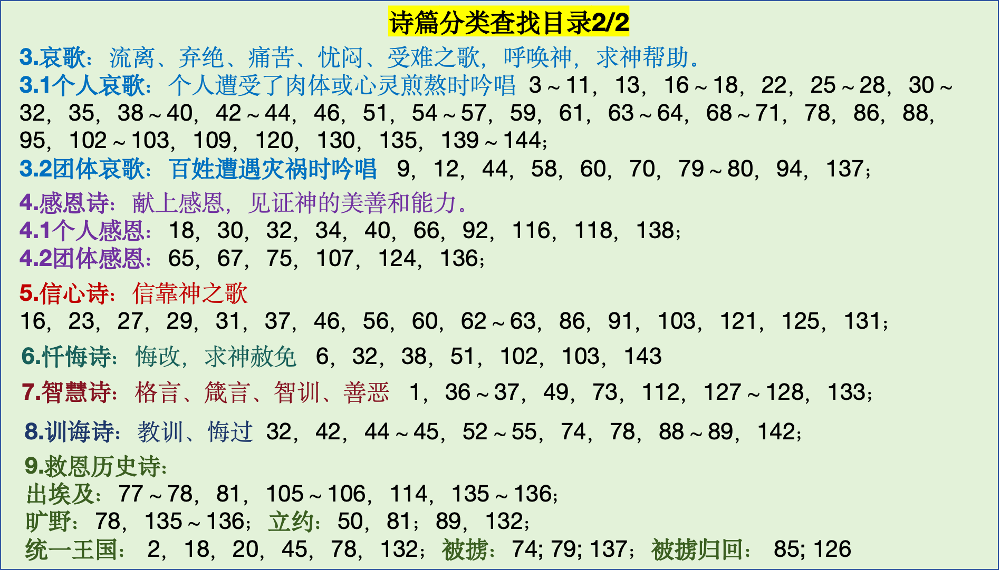 诗篇分类查找目录2/2
3.哀歌：流离、弃绝、痛苦、忧闷、受难之歌，呼唤神，求神帮助。
3.1个人哀歌：个人遭受了肉体或心灵煎熬时吟唱 3～11，13，16～18，22，25～28，30～
32，35，38～40，42～44，46，51，54～57，59，61，63～64，68～71，78，86，88，
95，102～103，109，120，130，135，139～144；
3.2团体哀歌：百姓遭遇灾祸时吟唱 9，12，44，58，60，70，79～80，94，137；
4.感恩诗：献上感恩，见证神的美善和能力。
4.1个人感恩：18，30，32，34，40，66，92，116，118，138；
4.2团体感恩：65，67，75，107，124，136；
5.信心诗：信靠神之歌
16，23，27，29，31，37，46，56，60，62～63，86，91，103，121，125，131；
6.忏悔诗：悔改，求神赦免 6，32，38，51，102，103，143
7.智慧诗：格言、箴言、智训、善恶 1，36～37，49，73，112，127～128，133；
8.训诲诗：教训、悔过 32，42，44～45，52～55，74，78，88～89，142；
9.救恩历史诗：
出埃及：77～78，81，105～106，114，135～136；
旷野：78，135～136；立约：50，81；89，132；
统一王国： 2，18，20，45，78，132；被掳：74; 79; 137；被掳归回： 85; 126